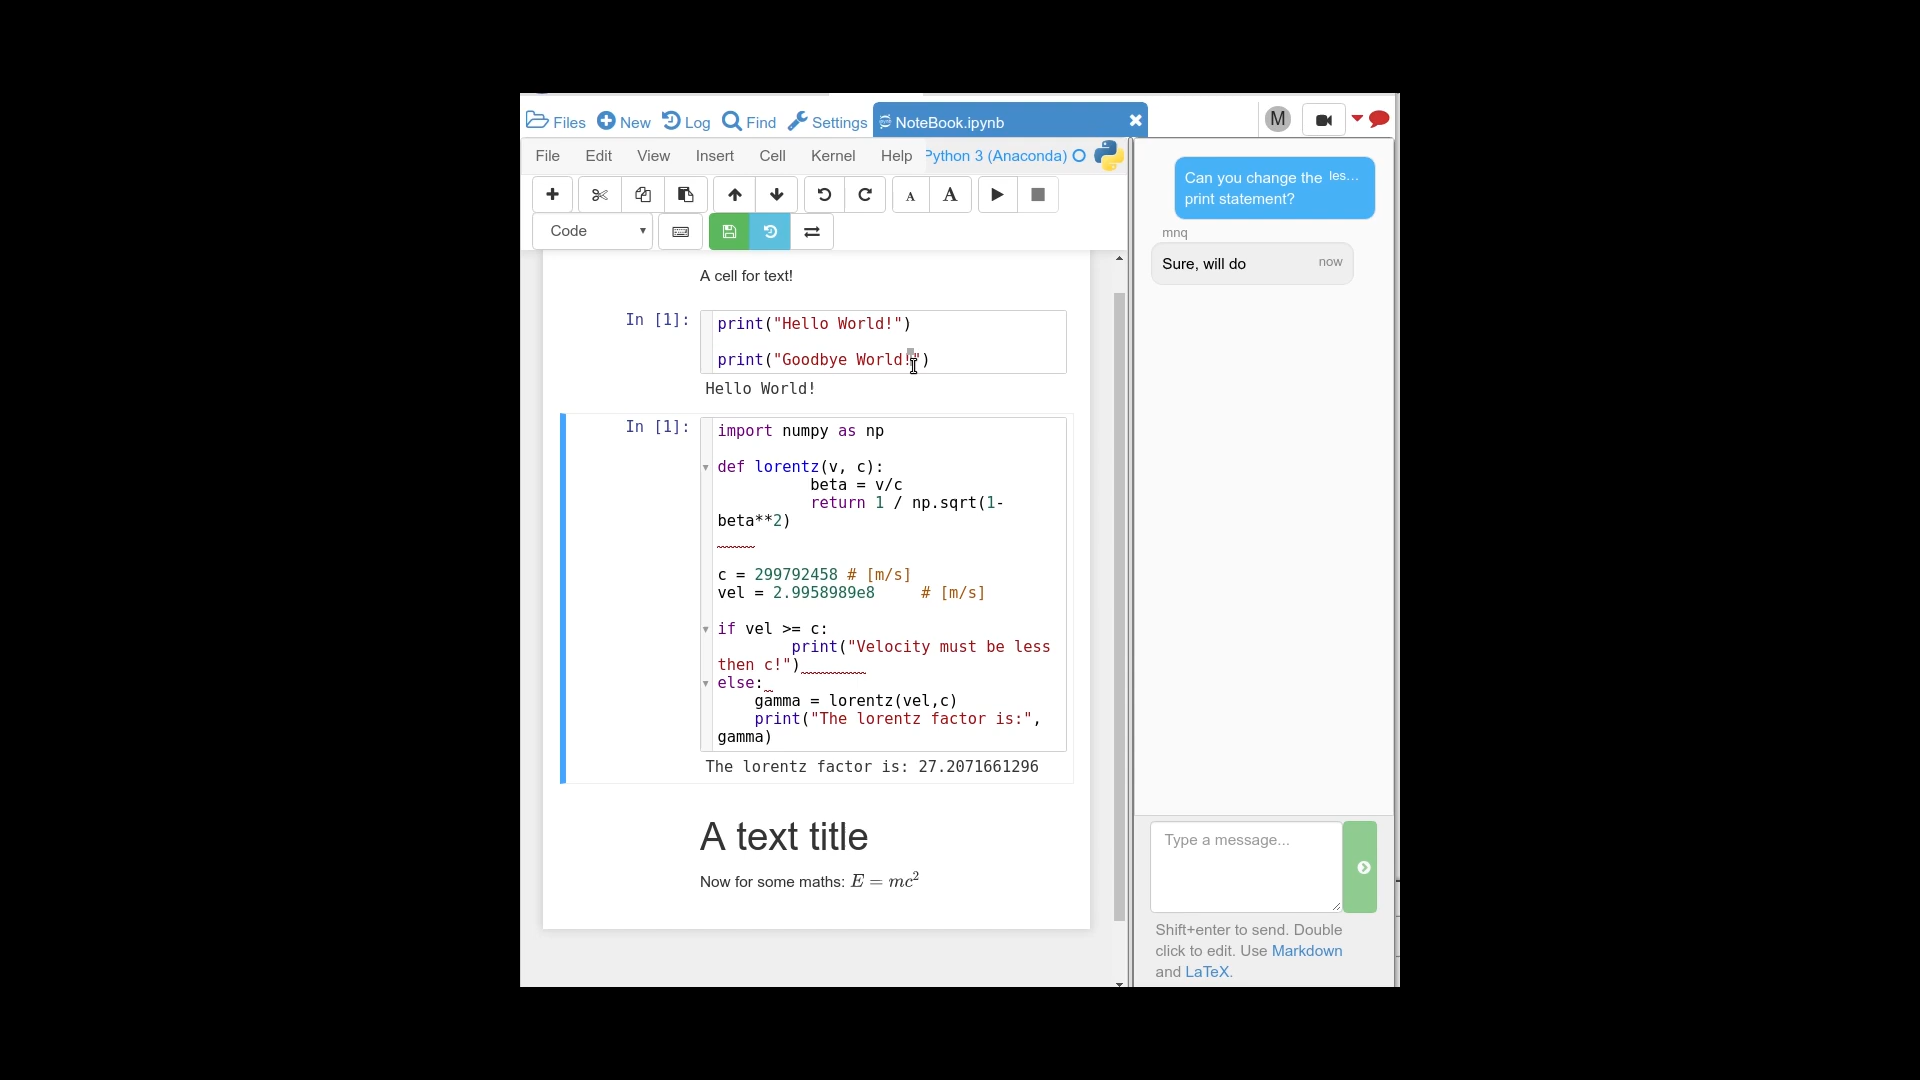 Files New Log Find Settings NoteBook.ipynb
M
File Edit View Insert Cell Kernel Help Python 3 (Anaconda)
A A
Code
A cell for text!
In [1]: print("Hello World!")
print("Goodbye World!")
Hello World!
In [1]: import numpy as np
def lorentz(v, c):
beta = v/c
return 1 / np.sqrt(1-
beta**2)
c = 299792458 # [m/s]
vel = 2.9958989e8 # [m/s]
if vel >= c:
print("Velocity must be less
then c!")
else:
gamma = lorentz(vel,c)
print("The lorentz factor is:",
gamma)
The lorentz factor is: 27.2071661296
A text title
Now for some maths: E = mc²
Can you change the les...
print statement?
mnq
Sure, will do now
Type a message...
Shift+enter to send. Double
click to edit. Use Markdown
and LaTeX.